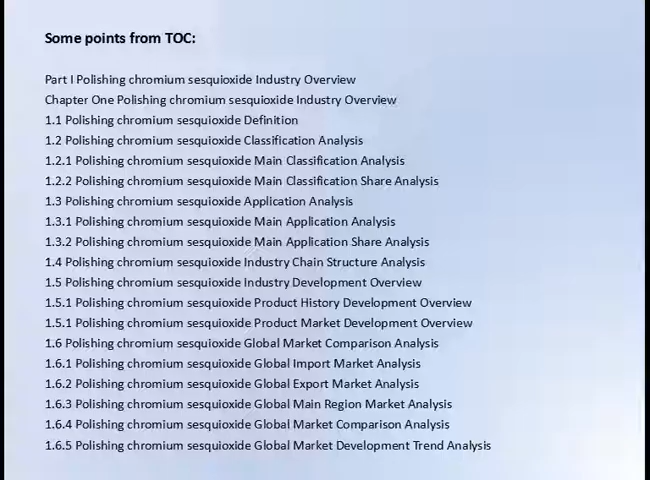 Some points from TOC:
Part I Polishing chromium sesquioxide Industry Overview
Chapter One Polishing chromium sesquioxide Industry Overview
1.1 Polishing chromium sesquioxide Definition
1.2 Polishing chromium sesquioxide Classification Analysis
1.2.1 Polishing chromium sesquioxide Main Classification Analysis
1.2.2 Polishing chromium sesquioxide Main Classification Share Analysis
1.3 Polishing chromium sesquioxide Application Analysis
1.3.1 Polishing chromium sesquioxide Main Application Analysis
1.3.2 Polishing chromium sesquioxide Main Application Share Analysis
1.4 Polishing chromium sesquioxide Industry Chain Structure Analysis
1.5 Polishing chromium sesquioxide Industry Development Overview
1.5.1 Polishing chromium sesquioxide Product History Development Overview
1.5.1 Polishing chromium sesquioxide Product Market Development Overview
1.6 Polishing chromium sesquioxide Global Market Comparison Analysis
1.6.1 Polishing chromium sesquioxide Global Import Market Analysis
1.6.2 Polishing chromium sesquioxide Global Export Market Analysis
1.6.3 Polishing chromium sesquioxide Global Main Region Market Analysis
1.6.4 Polishing chromium sesquioxide Global Market Comparison Analysis
1.6.5 Polishing chromium sesquioxide Global Market Development Trend Analysis